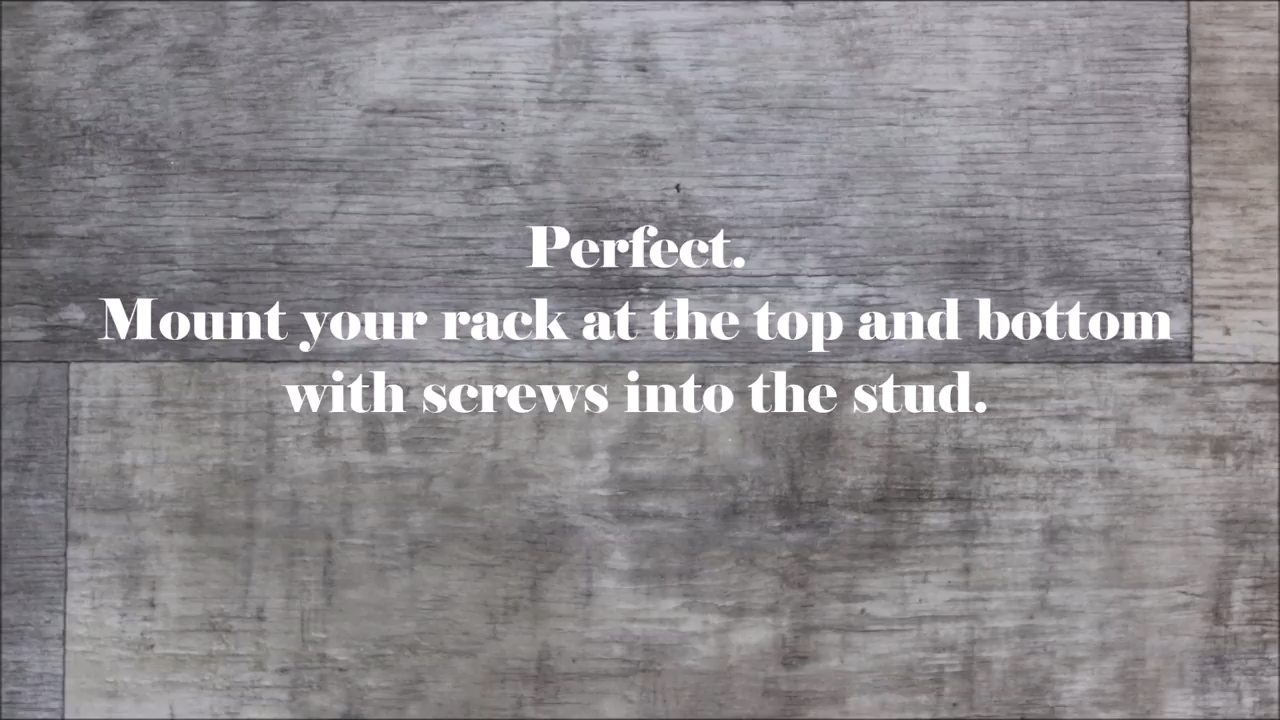 Perfect.
Mount your rack at the top and bottom
with screws into the stud.